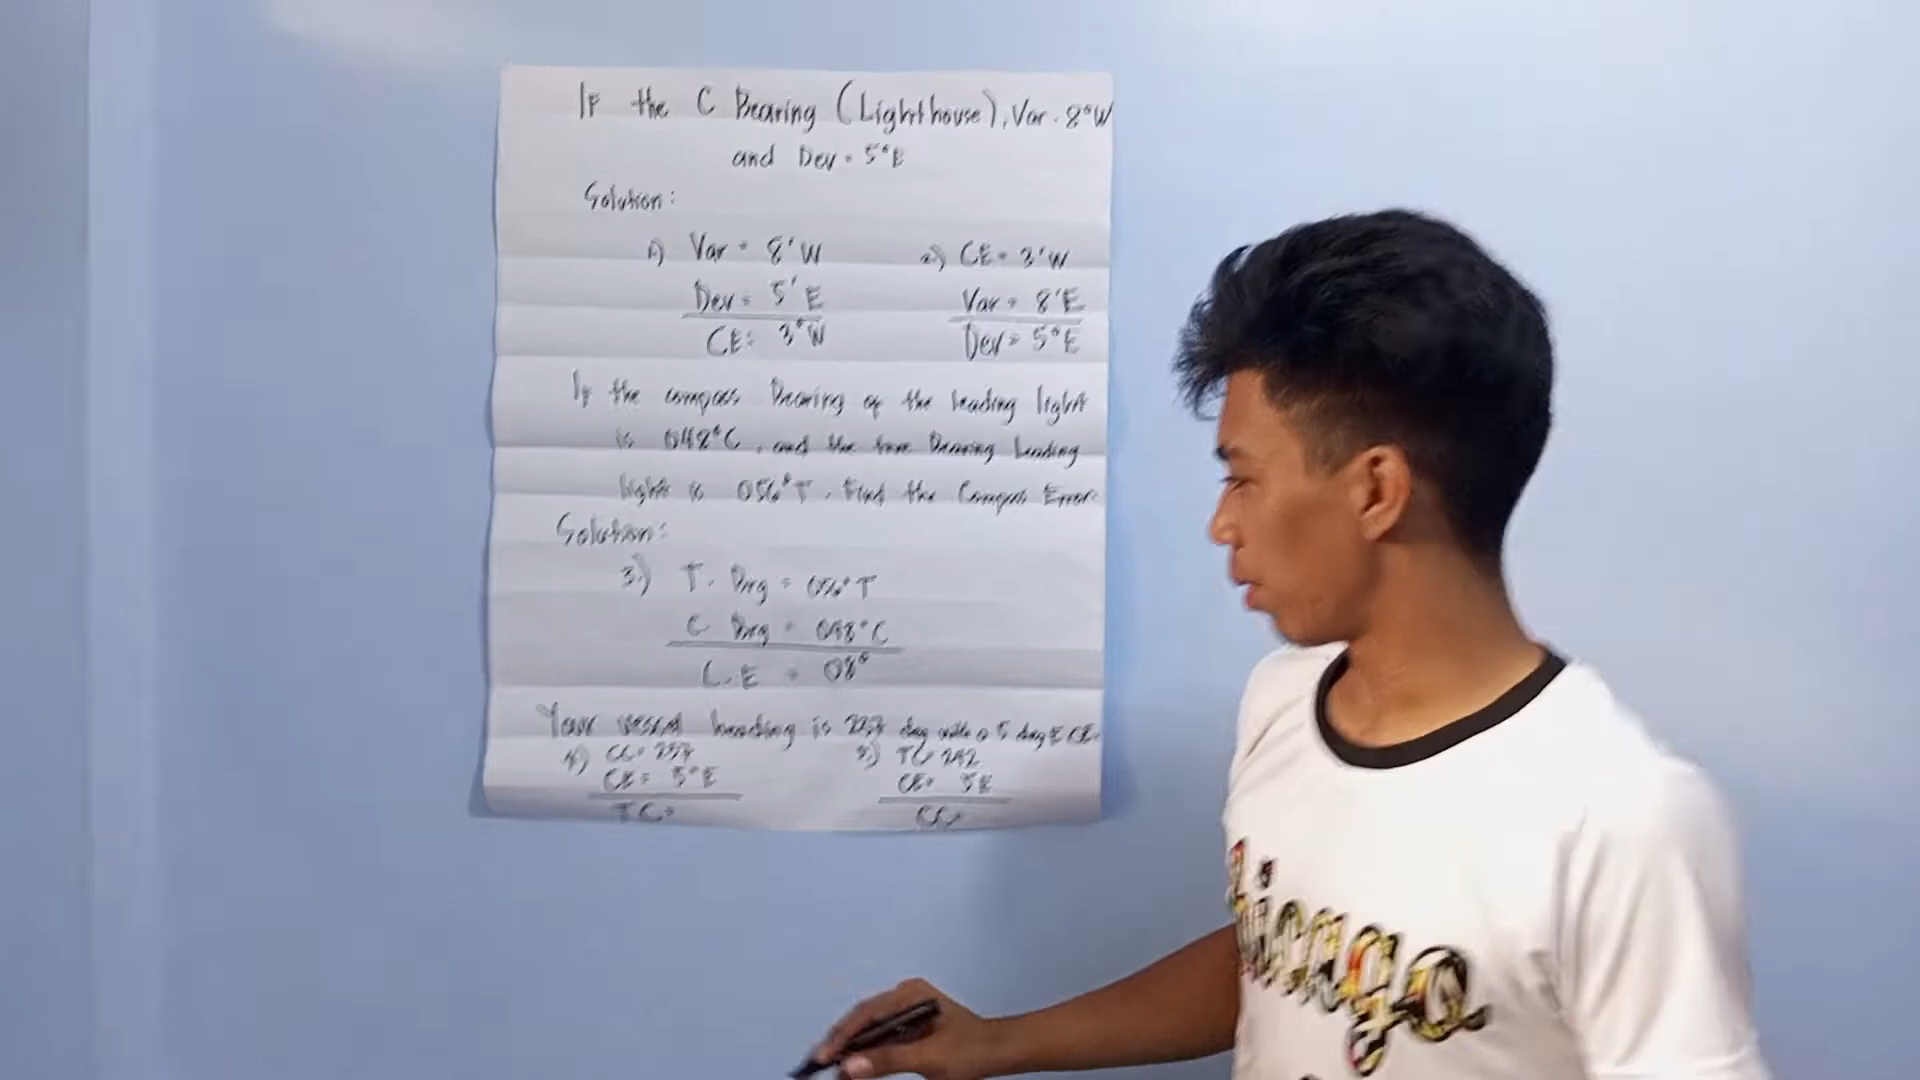 If the C Bearing (Lighthouse), Var. 8°W
and Dev = 5°E
Solution:
1) Var = 8°W
Dev = 5°E
CE = 3°W
2) CE = 3°W
Var = 8°E
Dev = 5°E
If the compass Bearing of the leading light
is 048°C, and the true Bearing Leading
light is 056°T. Find the Compass Error
Solution:
3.) T. Brg = 056°T
C Brg = 048°C
C.E = 08°
Your vessel heading is 237 deg with a 5 deg E CE.
4) CC = 237
CE = 5°E
TC =
5.) TC 242
CE = 5E
CC
hicago